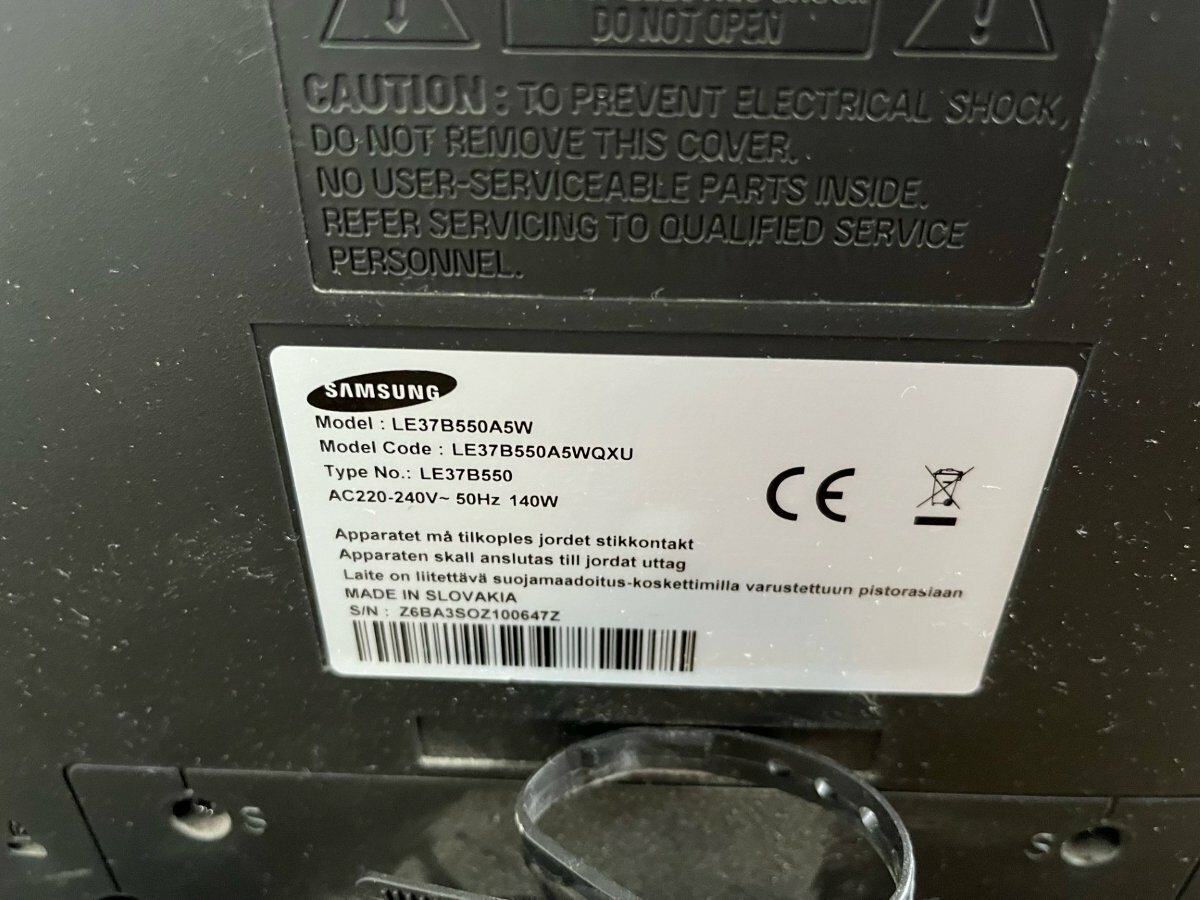 DO NOT OPEN
CAUTION : TO PREVENT ELECTRICAL SHOCK,
DO NOT REMOVE THIS COVER.
NO USER-SERVICEABLE PARTS INSIDE.
REFER SERVICING TO QUALIFIED SERVICE
PERSONNEL.
SAMSUNG
Model : LE37B550A5W
Model Code : LE37B550A5WQXU
Type No.: LE37B550
AC220-240V~ 50Hz 140W
CE
Apparatet må tilkoples jordet stikkontakt
Apparaten skall anslutas till jordat uttag
Laite on liitettävä suojamaadoitus-koskettimilla varustettuun pistorasiaan
MADE IN SLOVAKIA
S/N : Z6BA3SOZ100647Z
S
S